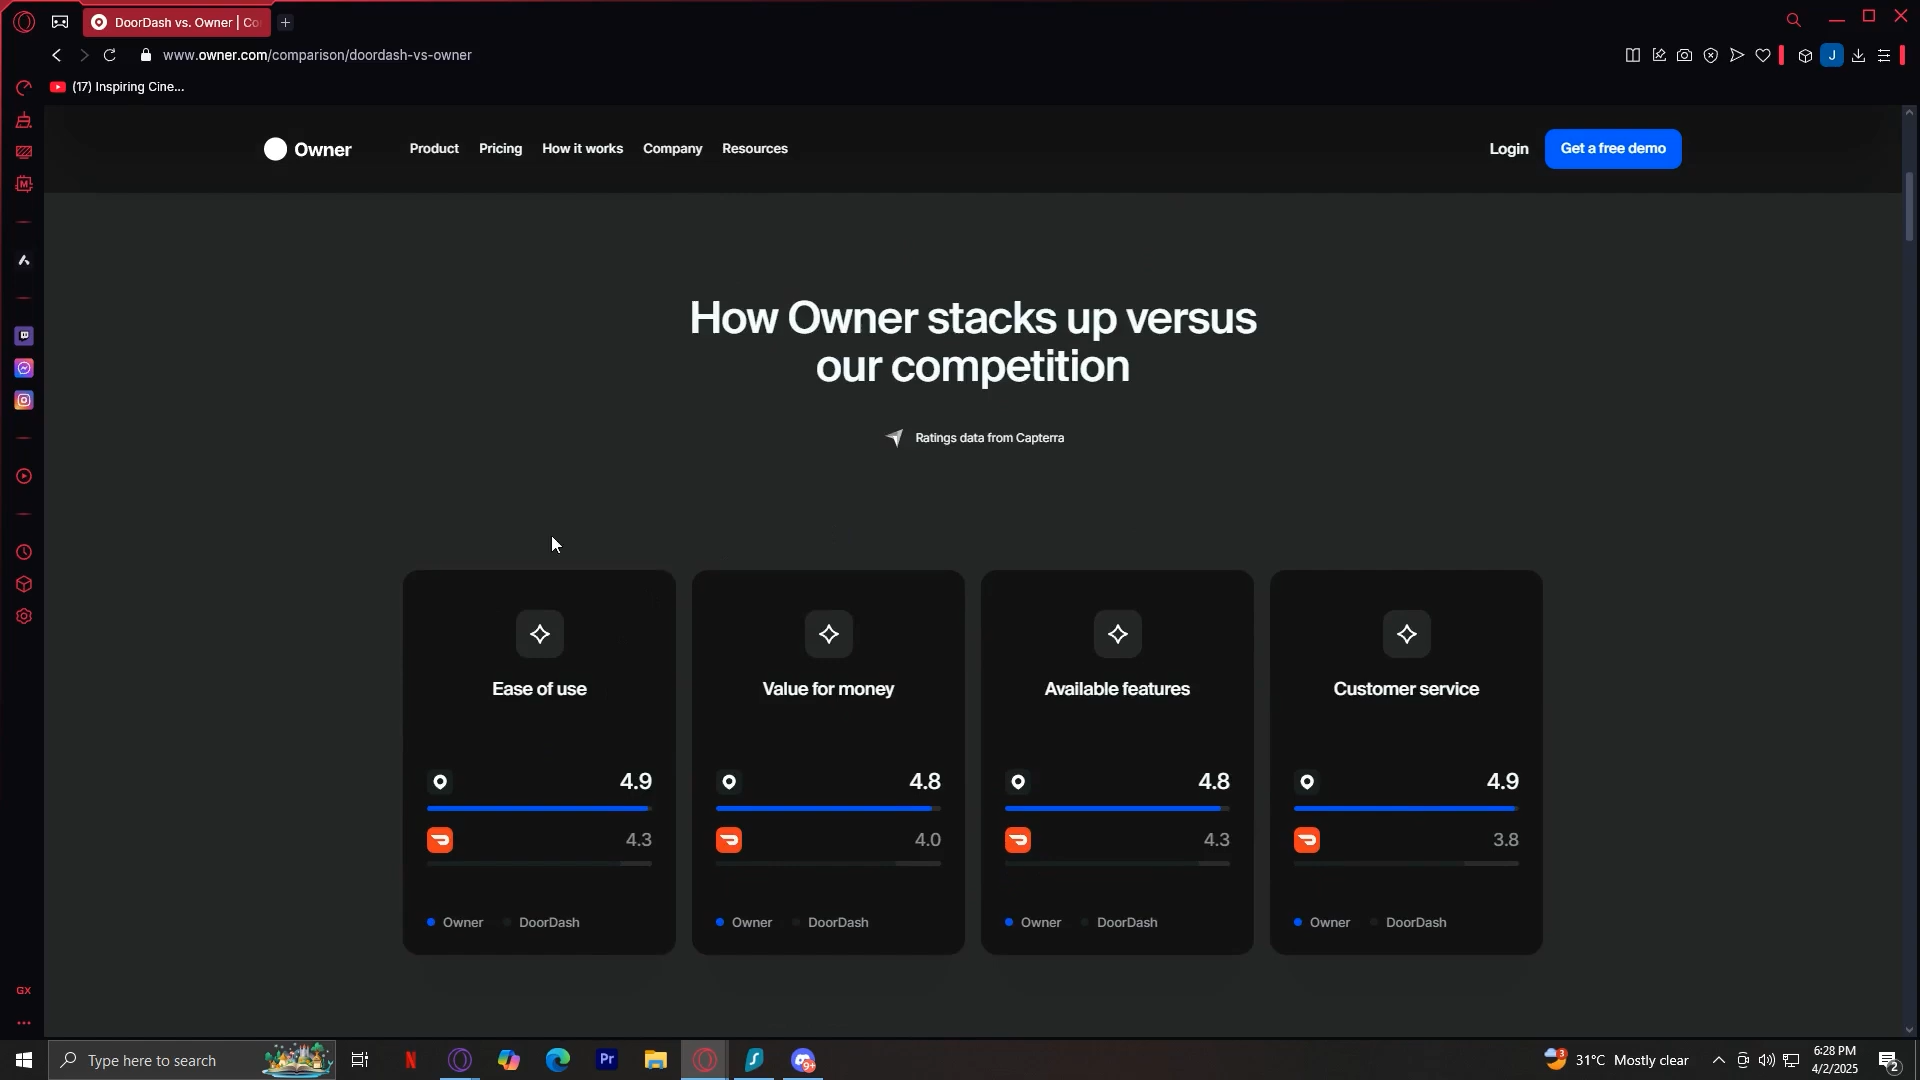 DoorDash vs. Owner | Co
www.owner.com/comparison/doordash-vs-owner
J
(17) Inspiring Cine...
Owner
Product
Pricing
How it works
Company
Resources
Login
Get a free demo
How Owner stacks up versus
our competition
Ratings data from Capterra
Ease of use
4.9
4.3
Owner
DoorDash
Value for money
4.8
4.0
Owner
DoorDash
Available features
4.8
4.3
Owner
DoorDash
Customer service
4.9
3.8
Owner
DoorDash
M
GX
Type here to search
Pr
9+
3
31°C Mostly clear
6:28 PM
4/2/2025
2